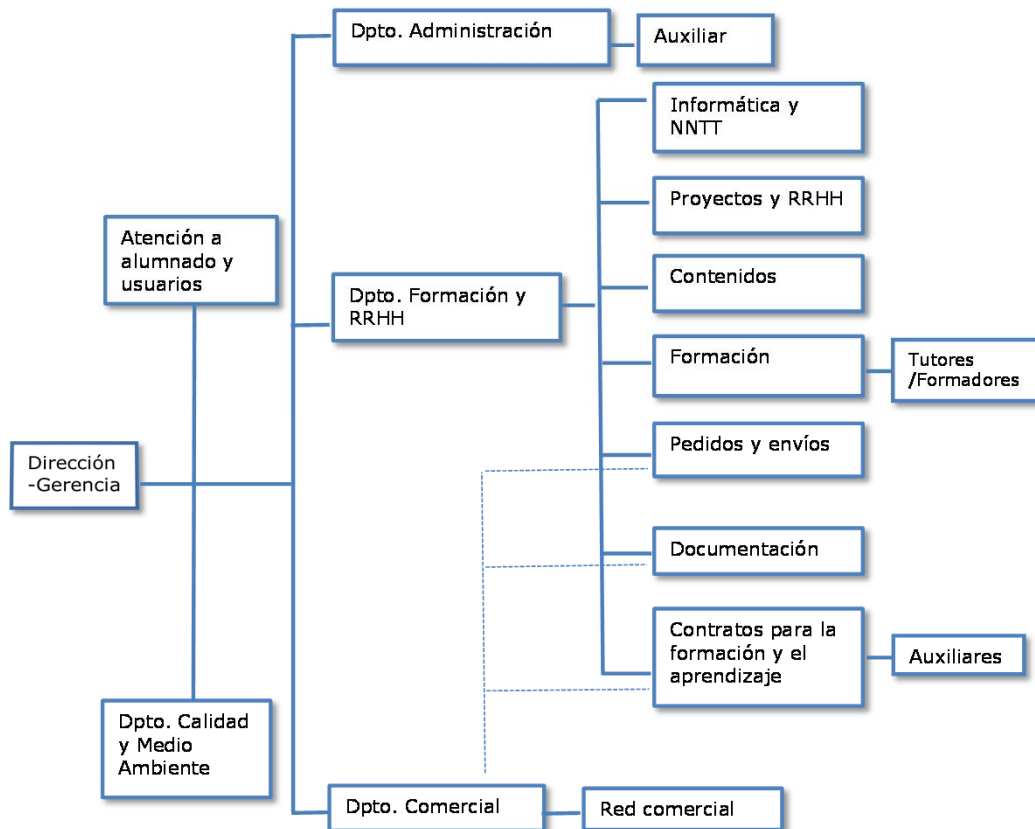 Dpto. Administración
Auxiliar
Informática y
NNTT
Proyectos y RRHH
Atención a
alumnado y
usuarios
Dpto. Formación y
RRHH
Contenidos
Formación
Tutores
/Formadores
Pedidos y envíos
Dirección
-Gerencia
Documentación
Contratos para la
formación y el
aprendizaje
Auxiliares
Dpto. Calidad
y Medio
Ambiente
Dpto. Comercial
Red comercial